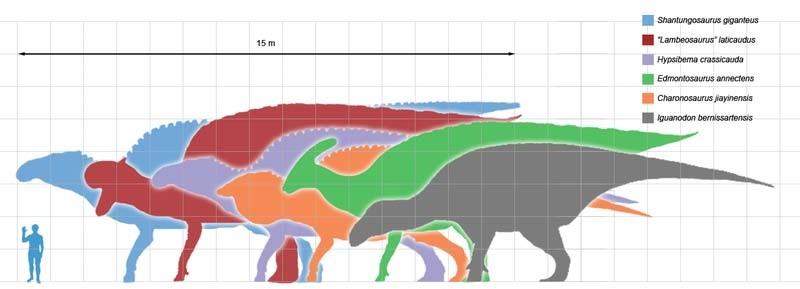 15 m
Shantungosaurus giganteus
"Lambeosaurus" laticaudus
Hypsibema crassicauda
Edmontosaurus annectens
Charonosaurus jiayinensis
Iguanodon bernissartensis